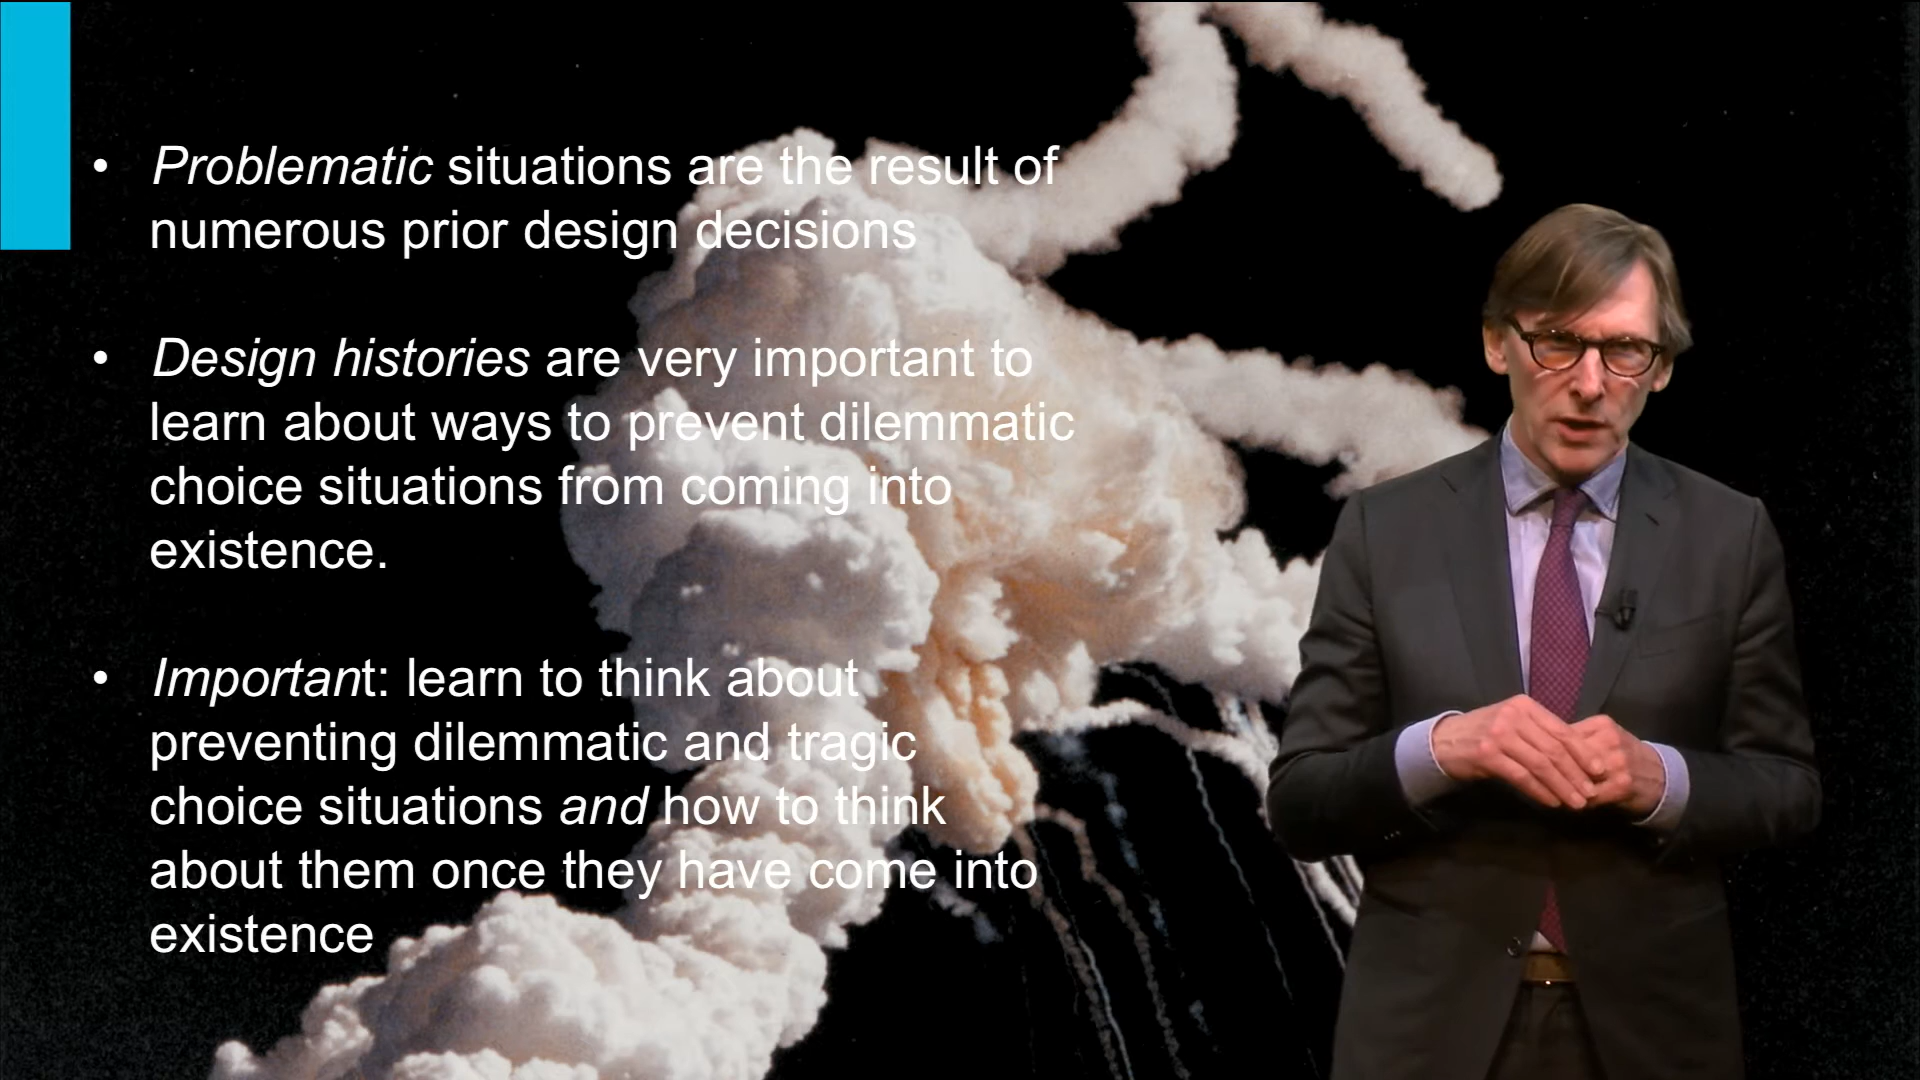 • Problematic situations are the result of
numerous prior design decisions
• Design histories are very important to
learn about ways to prevent dilemmatic
choice situations from coming into
existence.
• Important: learn to think about
preventing dilemmatic and tragic
choice situations and how to think
about them once they have come into
existence